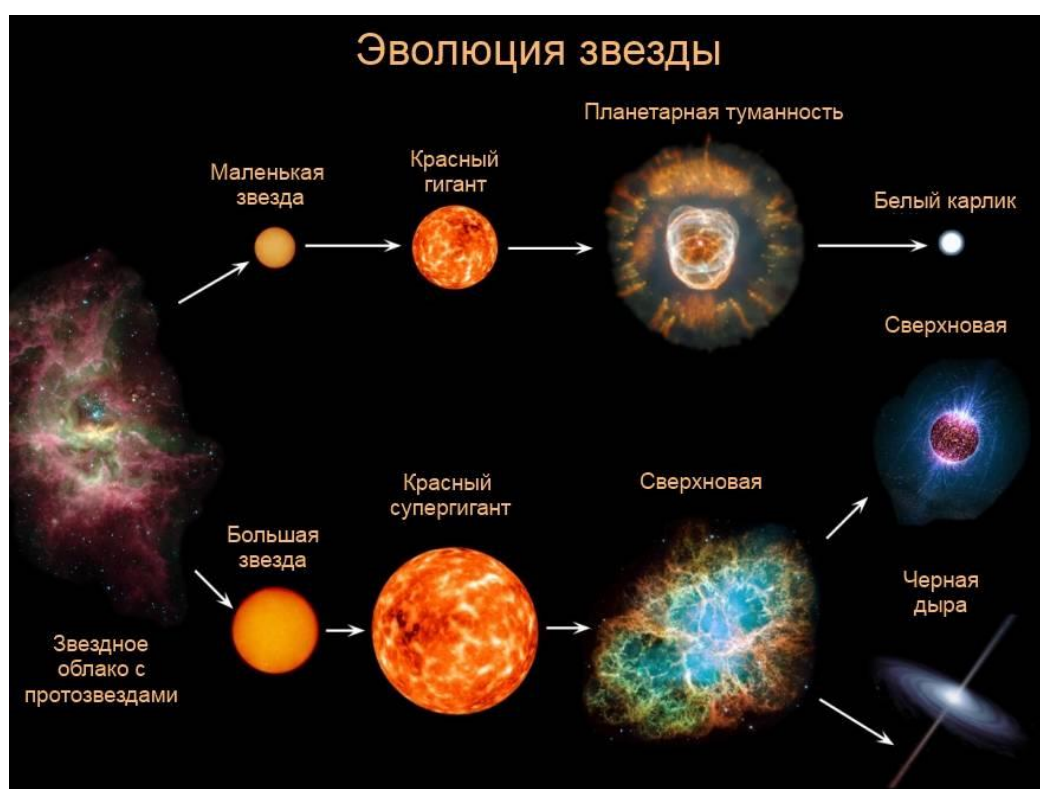 Эволюция звезды
Планетарная туманность
Красный
гигант
Маленькая
звезда
Белый карлик
Сверхновая
Красный
супергигант
Сверхновая
Большая
звезда
Черная
дыра
Звездное
облако с
протозвездами